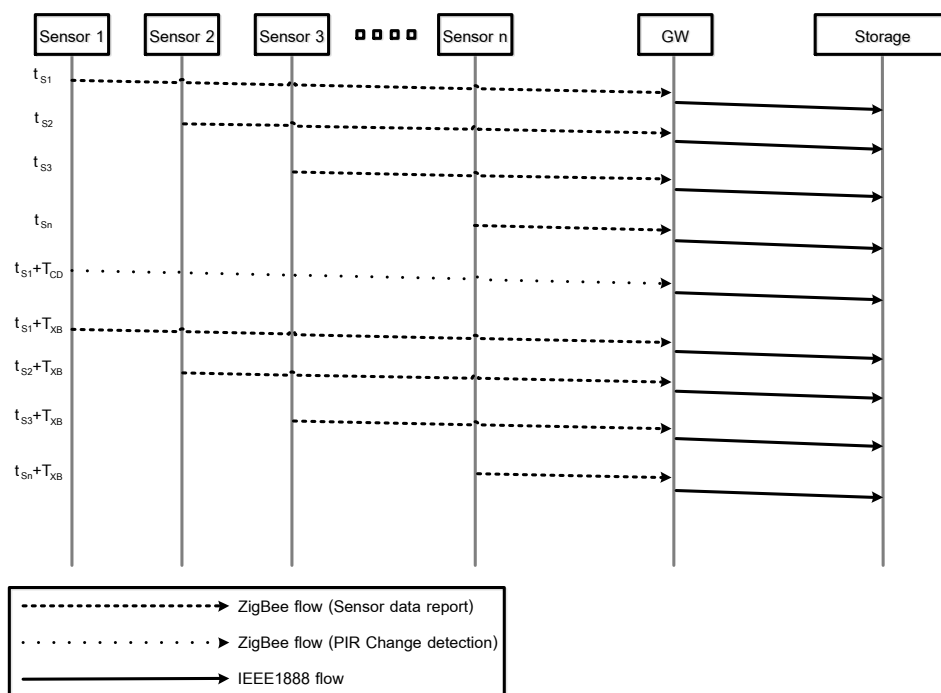 Sensor 1
Sensor 2
Sensor 3
Sensor n
GW
Storage
tS1
tS2
tS3
tSn
tS1+TCD
tS1+TXB
tS2+TXB
tS3+TXB
tSn+TXB
ZigBee flow (Sensor data report)
ZigBee flow (PIR Change detection)
IEEE1888 flow